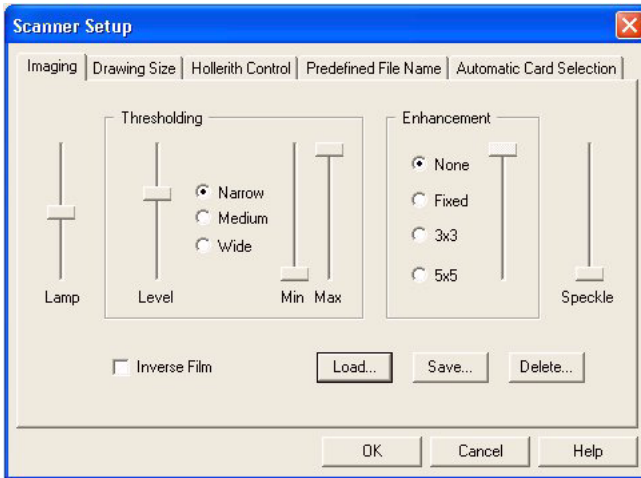 Scanner Setup
Imaging Drawing Size Hollerith Control Predefined File Name Automatic Card Selection
Thresholding Enhancement
None
Narrow
Fixed
Medium
3x3
Wide
5x5
Lamp Level Min Max Speckle
Inverse Film Load... Save... Delete...
OK Cancel Help